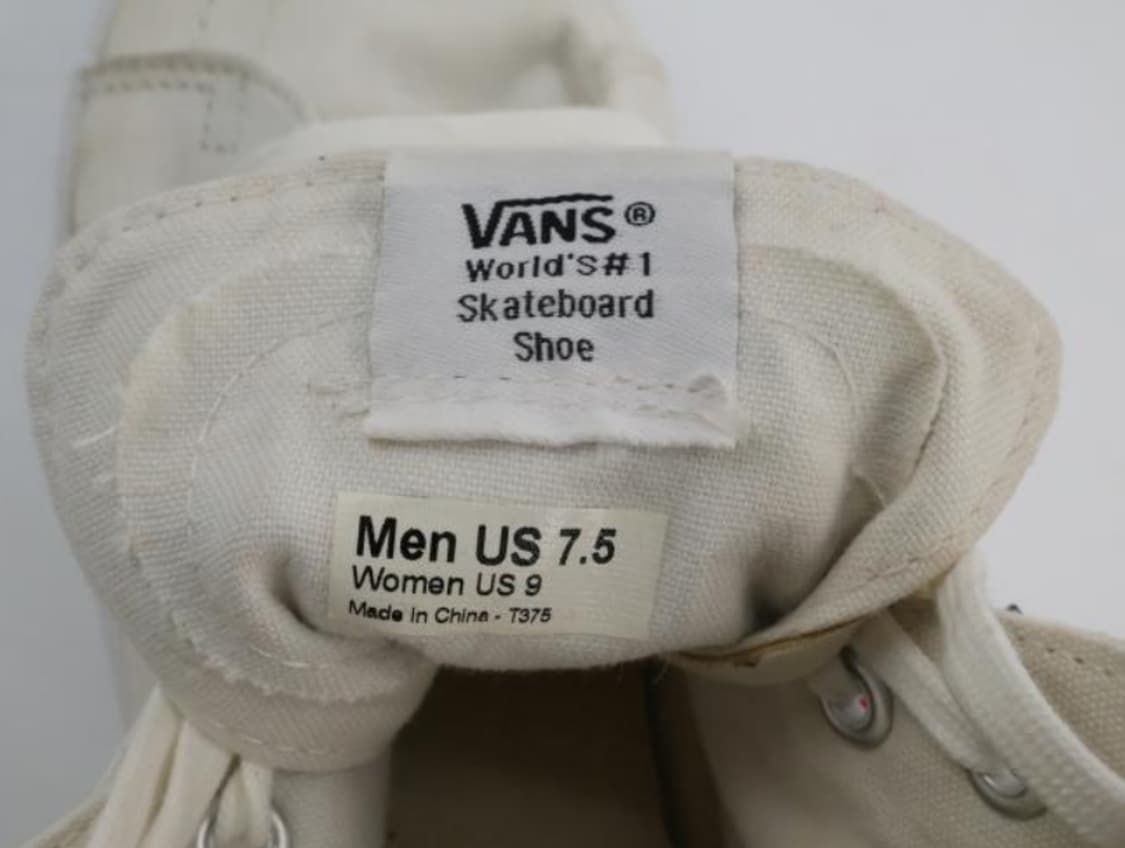 VANS®
World's#1
Skateboard
Shoe
Men US 7.5
Women US 9
Made in China - T375